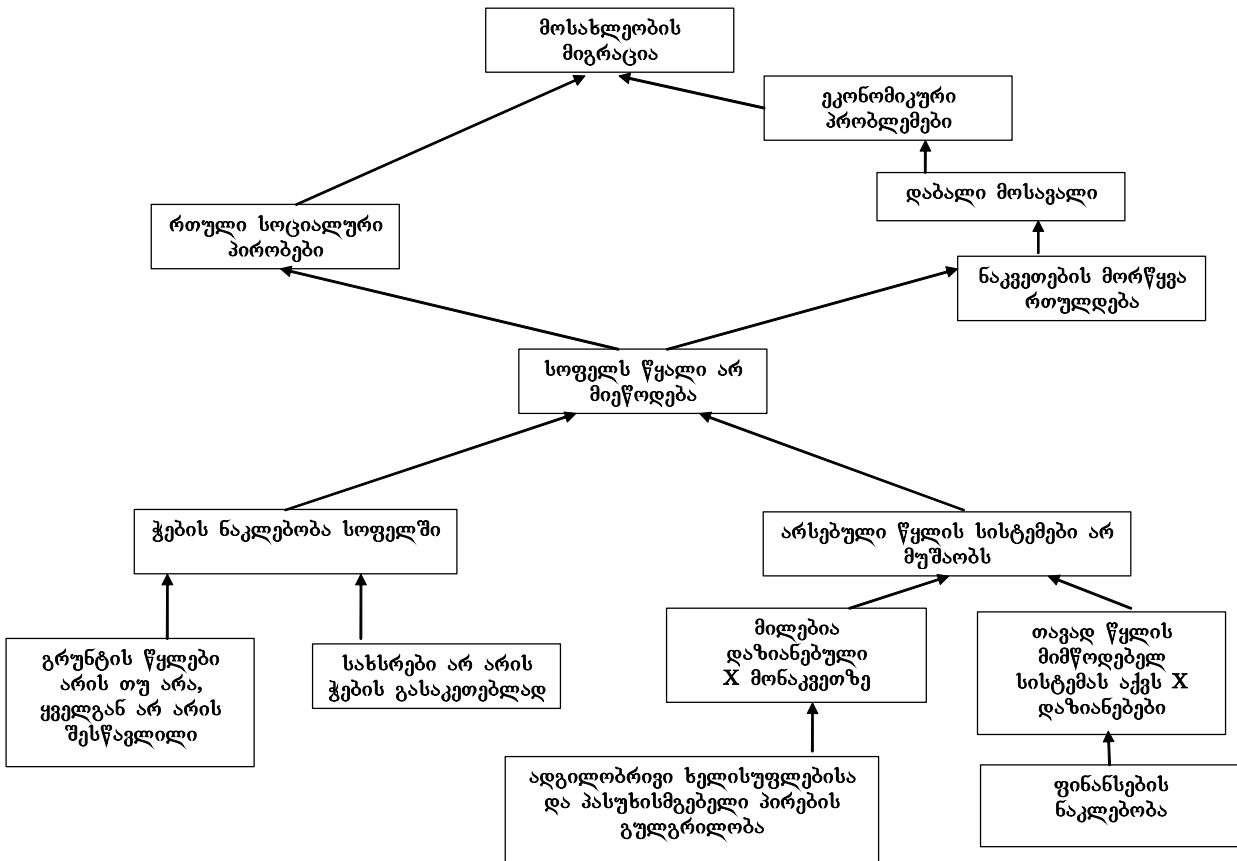 მოსახლეობის
მიგრაცია
ეკონომიკური
პრობლემები
დაბალი მოსავალი
რთული სოციალური
პირობები
ნაკვეთების მორწყვა
რთულდება
სოფელს წყალი არ
მიეწოდება
ჭების ნაკლებობა სოფელში
არსებული წყლის სისტემები არ
მუშაობს
გრუნტის წყლები
არის თუ არა,
ყველგან არ არის
შესწავლილი
სახსრები არ არის
ჭების გასაკეთებლად
მილებია
დაზიანებული
X მონაკვეთზე
თავად წყლის
მიმწოდებელ
სისტემას აქვს X
დაზიანებები
ადგილობრივი ხელისუფლებისა
და პასუხისმგებელი პირების
გულგრილობა
ფინანსების
ნაკლებობა